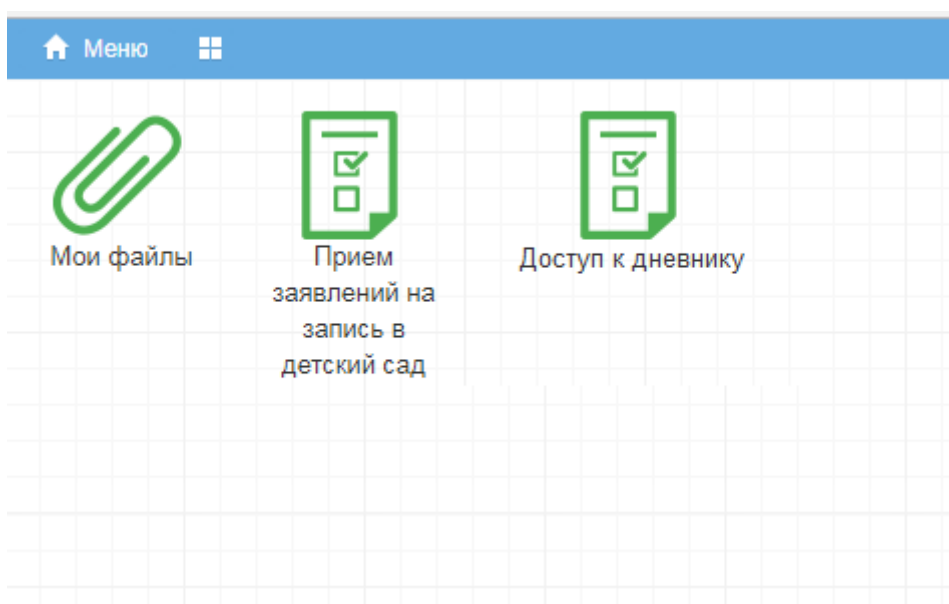 Меню
Мои файлы
Прием
заявлений на
запись в
детский сад
Доступ к дневнику